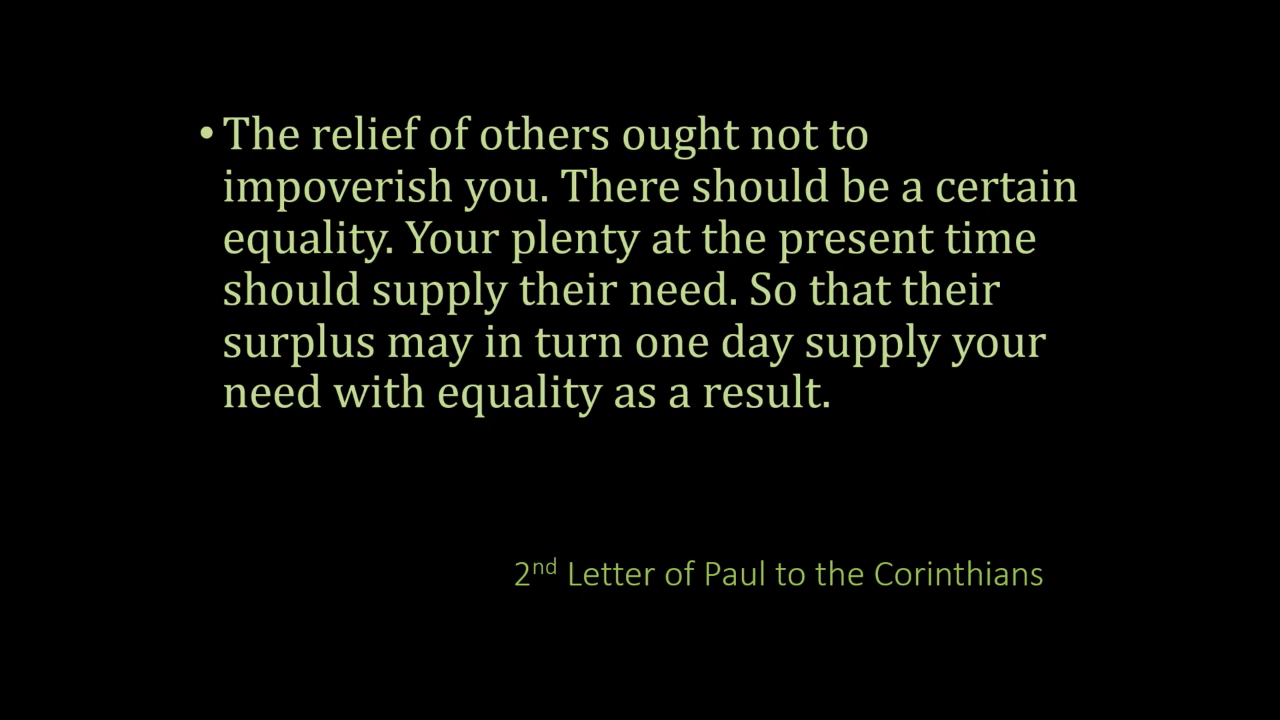 • The relief of others ought not to
impoverish you. There should be a certain
equality. Your plenty at the present time
should supply their need. So that their
surplus may in turn one day supply your
need with equality as a result.
2nd Letter of Paul to the Corinthians